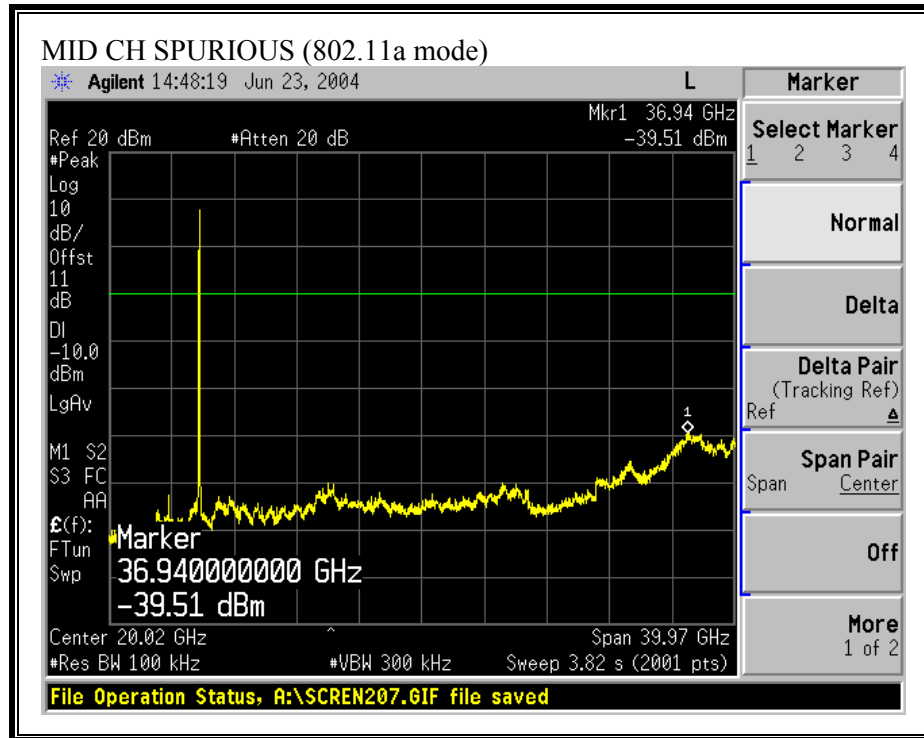 MID CH SPURIOUS (802.11a mode)
Agilent 14:48:19 Jun 23, 2004 L
Mkr1 36.94 GHz
Ref 20 dBm #Atten 20 dB -39.51 dBm
#Peak
Log
10
dB/
Offst
11
dB
DI
-10.0
dBm
LgAv
1
M1 S2
S3 FC
AA
£(f):
FTun
Swp
Marker
36.940000000 GHz
-39.51 dBm
Center 20.02 GHz ^ Span 39.97 GHz
#Res BW 100 kHz #VBW 300 kHz Sweep 3.82 s (2001 pts)
File Operation Status, A:\SCREN207.GIF file saved
Marker
Select Marker
1 2 3 4
Normal
Delta
Delta Pair
(Tracking Ref)
Ref Δ
Span Pair
Span Center
Off
More
1 of 2